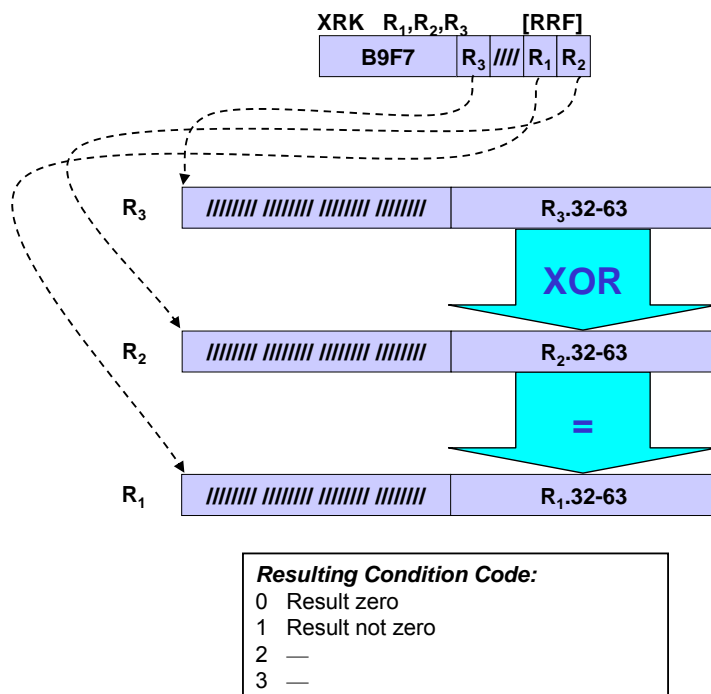 XRK R₁,R₂,R₃ [RRF]
B9F7 R₃ //// R₁ R₂
R₃ //////// //////// //////// //////// R₃.32-63
XOR
R₂ //////// //////// //////// //////// R₂.32-63
=
R₁ //////// //////// //////// //////// R₁.32-63
Resulting Condition Code:
0 Result zero
1 Result not zero
2 —
3 —